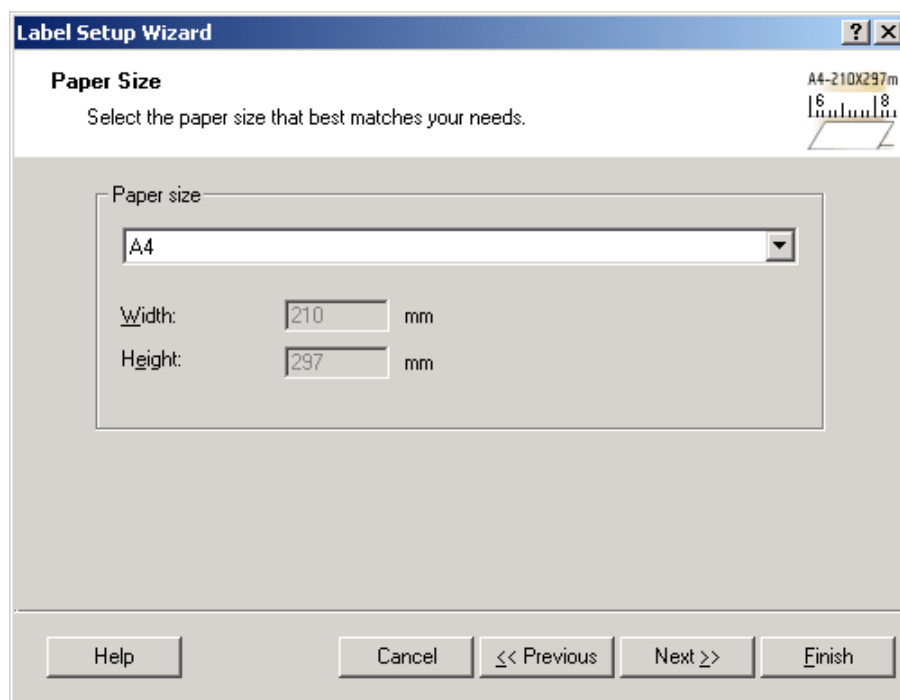 Label Setup Wizard
Paper Size
Select the paper size that best matches your needs.
A4-210X297m
6 8
Paper size
A4
Width: 210 mm
Height: 297 mm
Help Cancel << Previous Next >> Finish